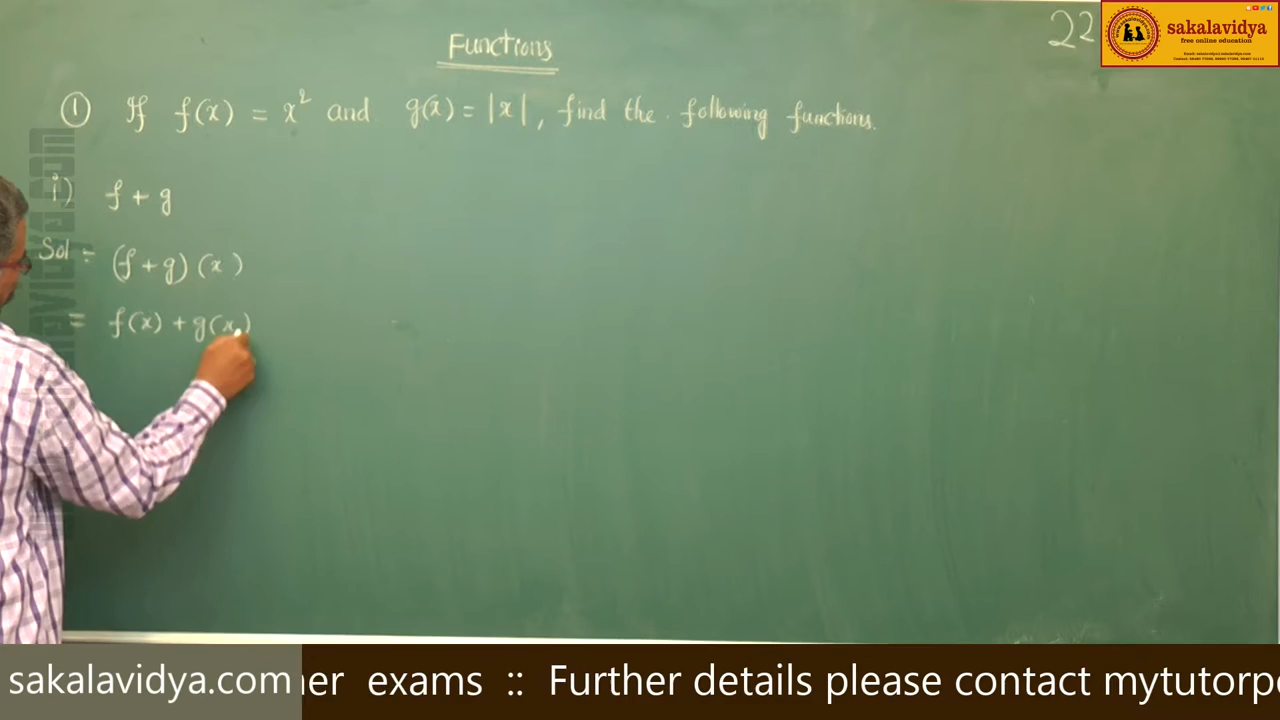 Functions
22
sakalavidya
free online education
① If f(x) = x² and g(x) = |x|, find the following functions.
i) f + g
Sol :- (f + g) (x)
= f(x) + g(x)
sakalavidya.com
her exams :: Further details please contact mytutorp